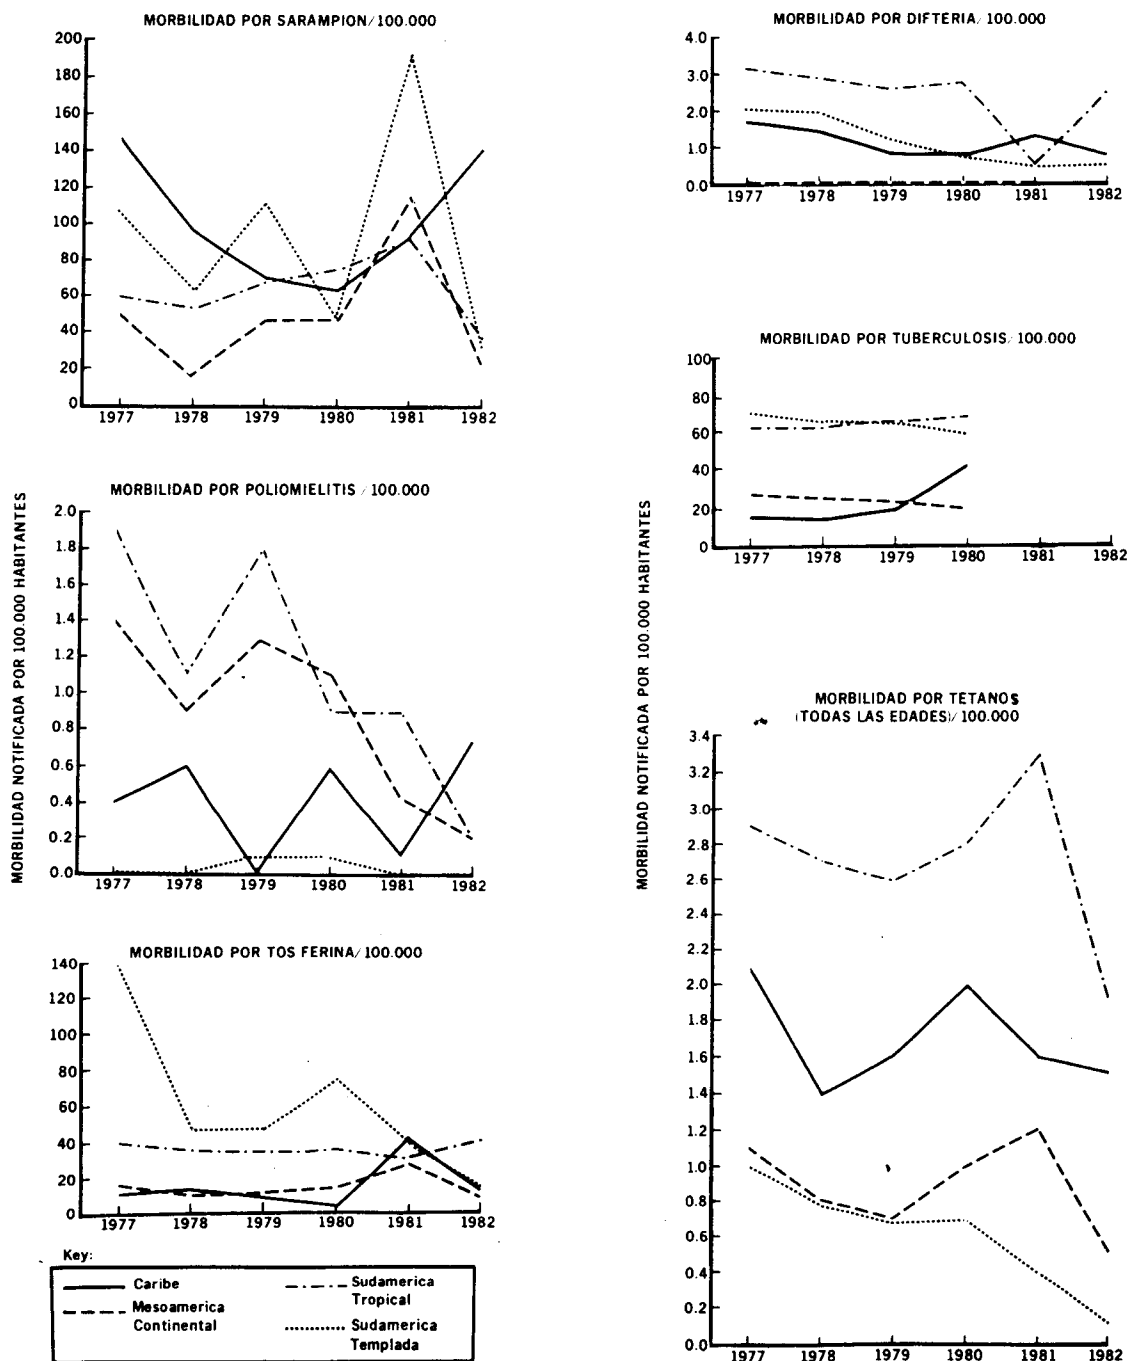 MORBILIDAD POR SARAMPION/100.000
200
180
160
140
120
100
80
60
40
20
0
1977 1978 1979 1980 1981 1982
MORBILIDAD NOTIFICADA POR 100.000 HABITANTES
MORBILIDAD POR POLIOMIELITIS /100.000
2.0
1.8
1.6
1.4
1.2
1.0
0.8
0.6
0.4
0.2
0.0
1977 1978 1979 1980 1981 1982
MORBILIDAD POR TOS FERINA/100.000
140
120
100
80
60
40
20
0
1977 1978 1979 1980 1981 1982
Key:
Caribe
Mesoamerica
Continental
Sudamerica
Tropical
Sudamerica
Templada
MORBILIDAD POR DIFTERIA/100.000
4.0
3.0
2.0
1.0
0.0
1977 1978 1979 1980 1981 1982
MORBILIDAD POR TUBERCULOSIS/100.000
100
80
60
40
20
0
1977 1978 1979 1980 1981 1982
MORBILIDAD NOTIFICADA POR 100.000 HABITANTES
MORBILIDAD POR TETANOS
(TODAS LAS EDADES)/100.000
3.4
3.2
3.0
2.8
2.6
2.4
2.2
2.0
1.8
1.6
1.4
1.2
1.0
0.8
0.6
0.4
0.2
0.0
1977 1978 1979 1980 1981 1982